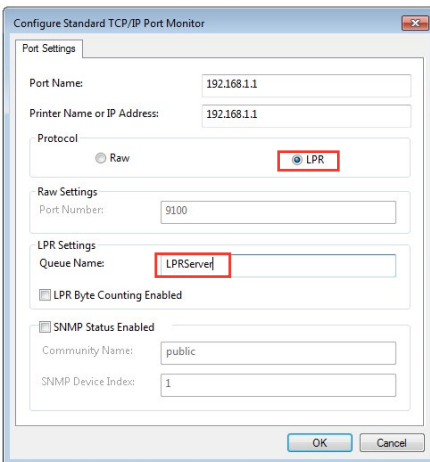 Configure Standard TCP/IP Port Monitor
Port Settings
Port Name: 192.168.1.1
Printer Name or IP Address: 192.168.1.1
Protocol
Raw LPR
Raw Settings
Port Number: 9100
LPR Settings
Queue Name: LPRServer
LPR Byte Counting Enabled
SNMP Status Enabled
Community Name: public
SNMP Device Index: 1
OK Cancel